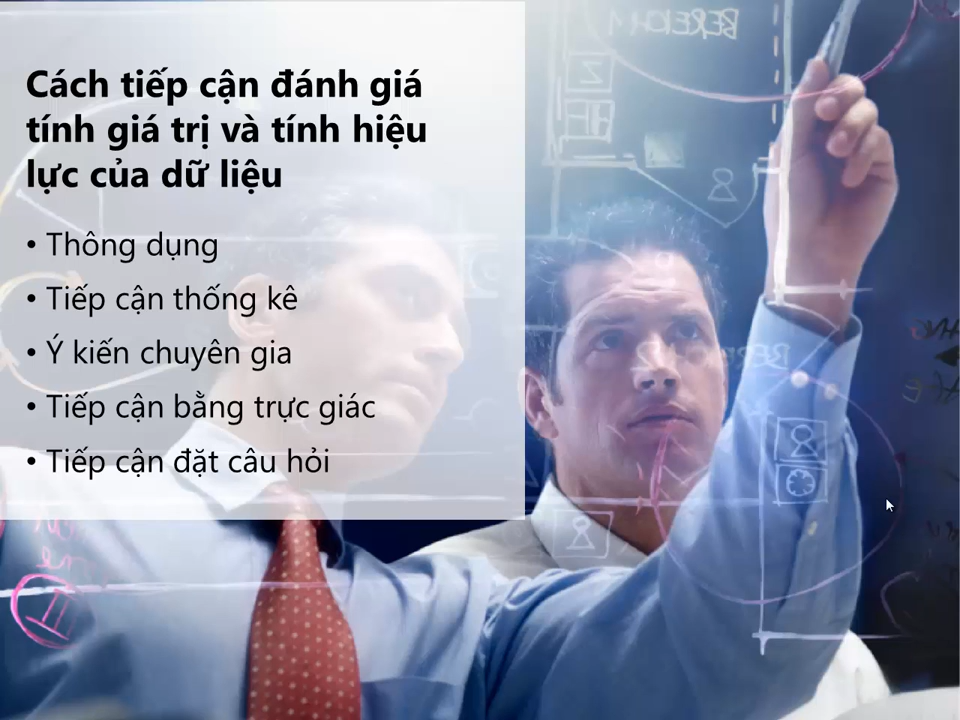 Cách tiếp cận đánh giá
tính giá trị và tính hiệu
lực của dữ liệu
• Thông dụng
• Tiếp cận thống kê
• Ý kiến chuyên gia
• Tiếp cận bằng trực giác
• Tiếp cận đặt câu hỏi